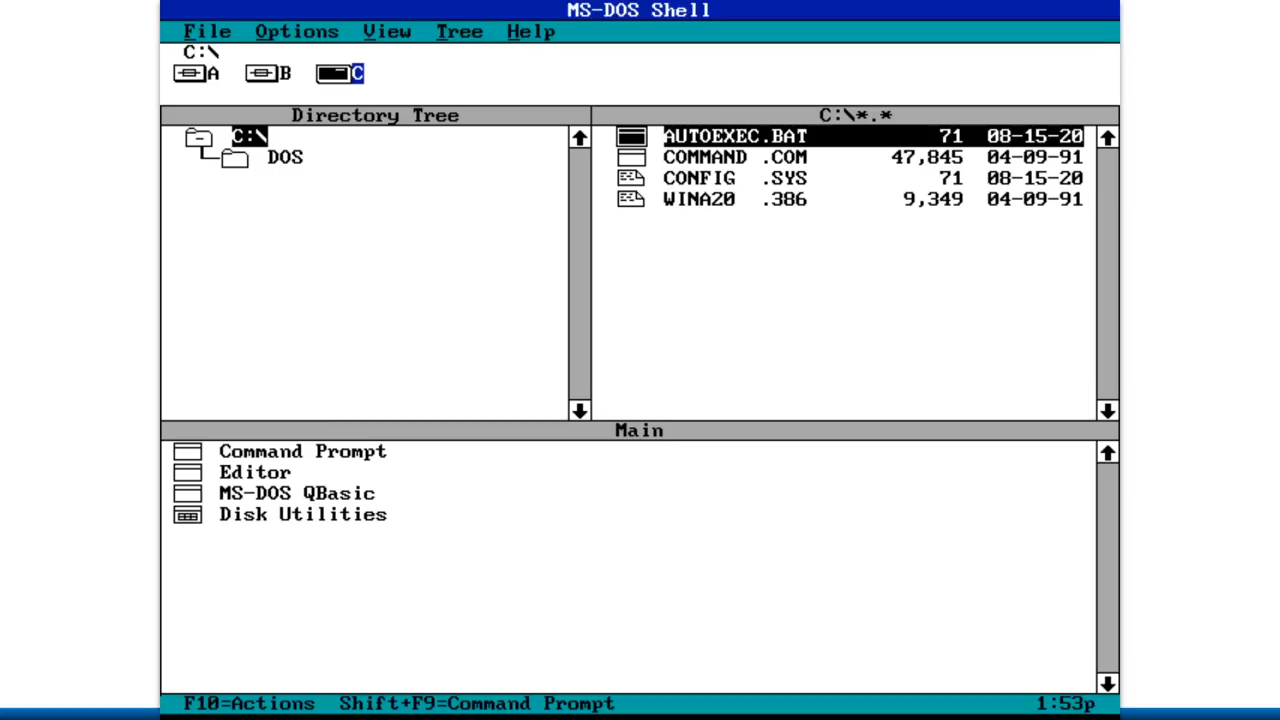 MS-DOS Shell
File Options View Tree Help
C:\
A B C
Directory Tree
C:\
DOS
C:\*.*
AUTOEXEC.BAT 71 08-15-20
COMMAND .COM 47,845 04-09-91
CONFIG .SYS 71 08-15-20
WINA20 .386 9,349 04-09-91
Main
Command Prompt
Editor
MS-DOS QBasic
Disk Utilities
F10=Actions Shift+F9=Command Prompt 1:53p